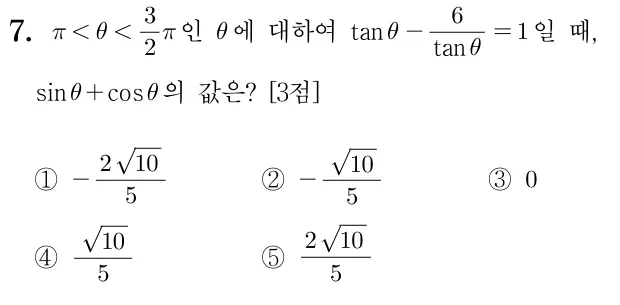 7. π < θ < 3/2 π인 θ에 대하여 tanθ − 6/tanθ = 1일 때,
sinθ + cosθ의 값은? [3점]
① −2√10/5 ② −√10/5 ③ 0
④ √10/5 ⑤ 2√10/5